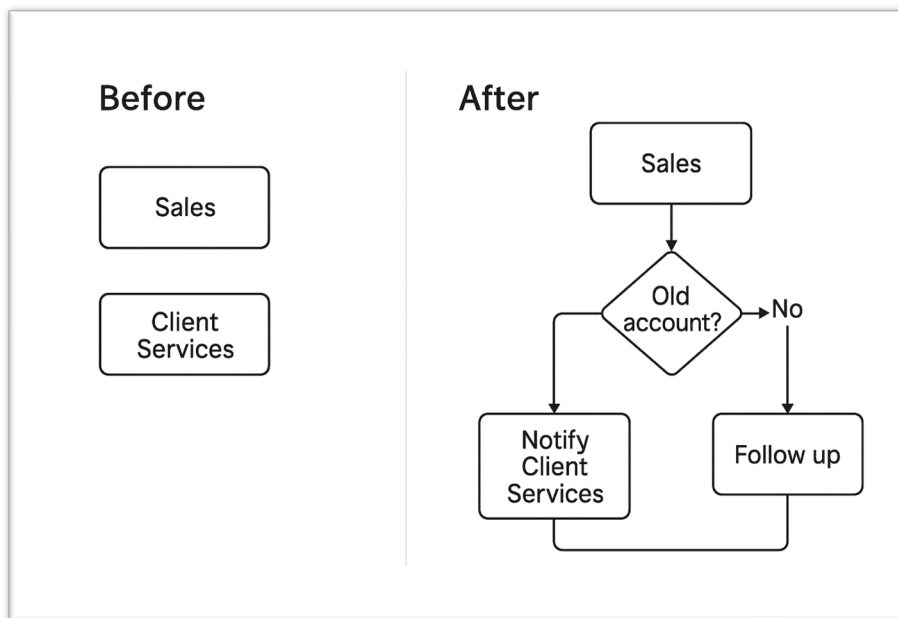 Before
Sales
Client
Services
After
Sales
Old
account?
No
Notify
Client
Services
Follow up